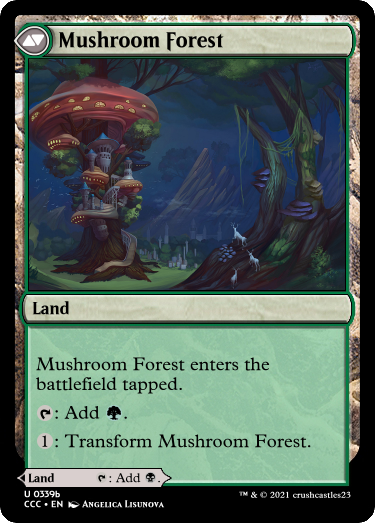 Mushroom Forest
Land
Mushroom Forest enters the
battlefield tapped.
: Add .
1: Transform Mushroom Forest.
Land : Add .
U 0339b
CCC • EN Angelica Lisunova
™ & © 2021 crushcastles23